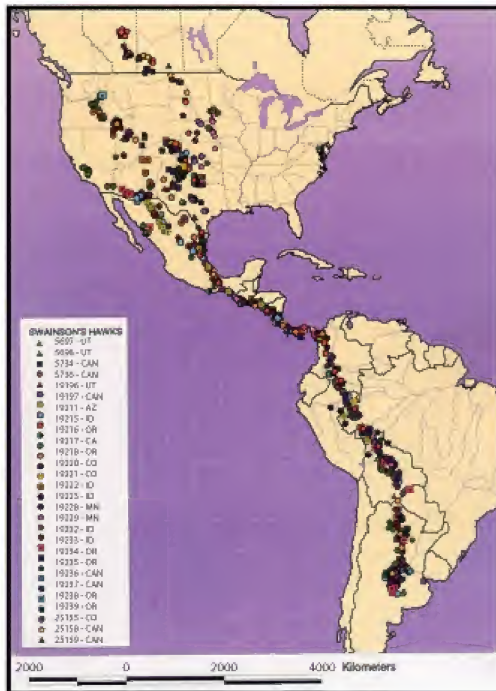 SWAINSON'S HAWKS
5697 - UT
5698 - UT
5734 - CAN
5736 - CAN
19196 - UT
19197 - CAN
19211 - AZ
19215 - ID
19216 - OR
19217 - CA
19218 - OR
19220 - CO
19221 - CO
19222 - ID
19225 - ID
19228 - MN
19229 - MN
19232 - ID
19233 - ID
19234 - OR
19235 - OR
19236 - CAN
19237 - CAN
19238 - OR
19239 - OR
25155 - CO
25158 - CAN
25159 - CAN
2000 0 2000 4000 Kilometers